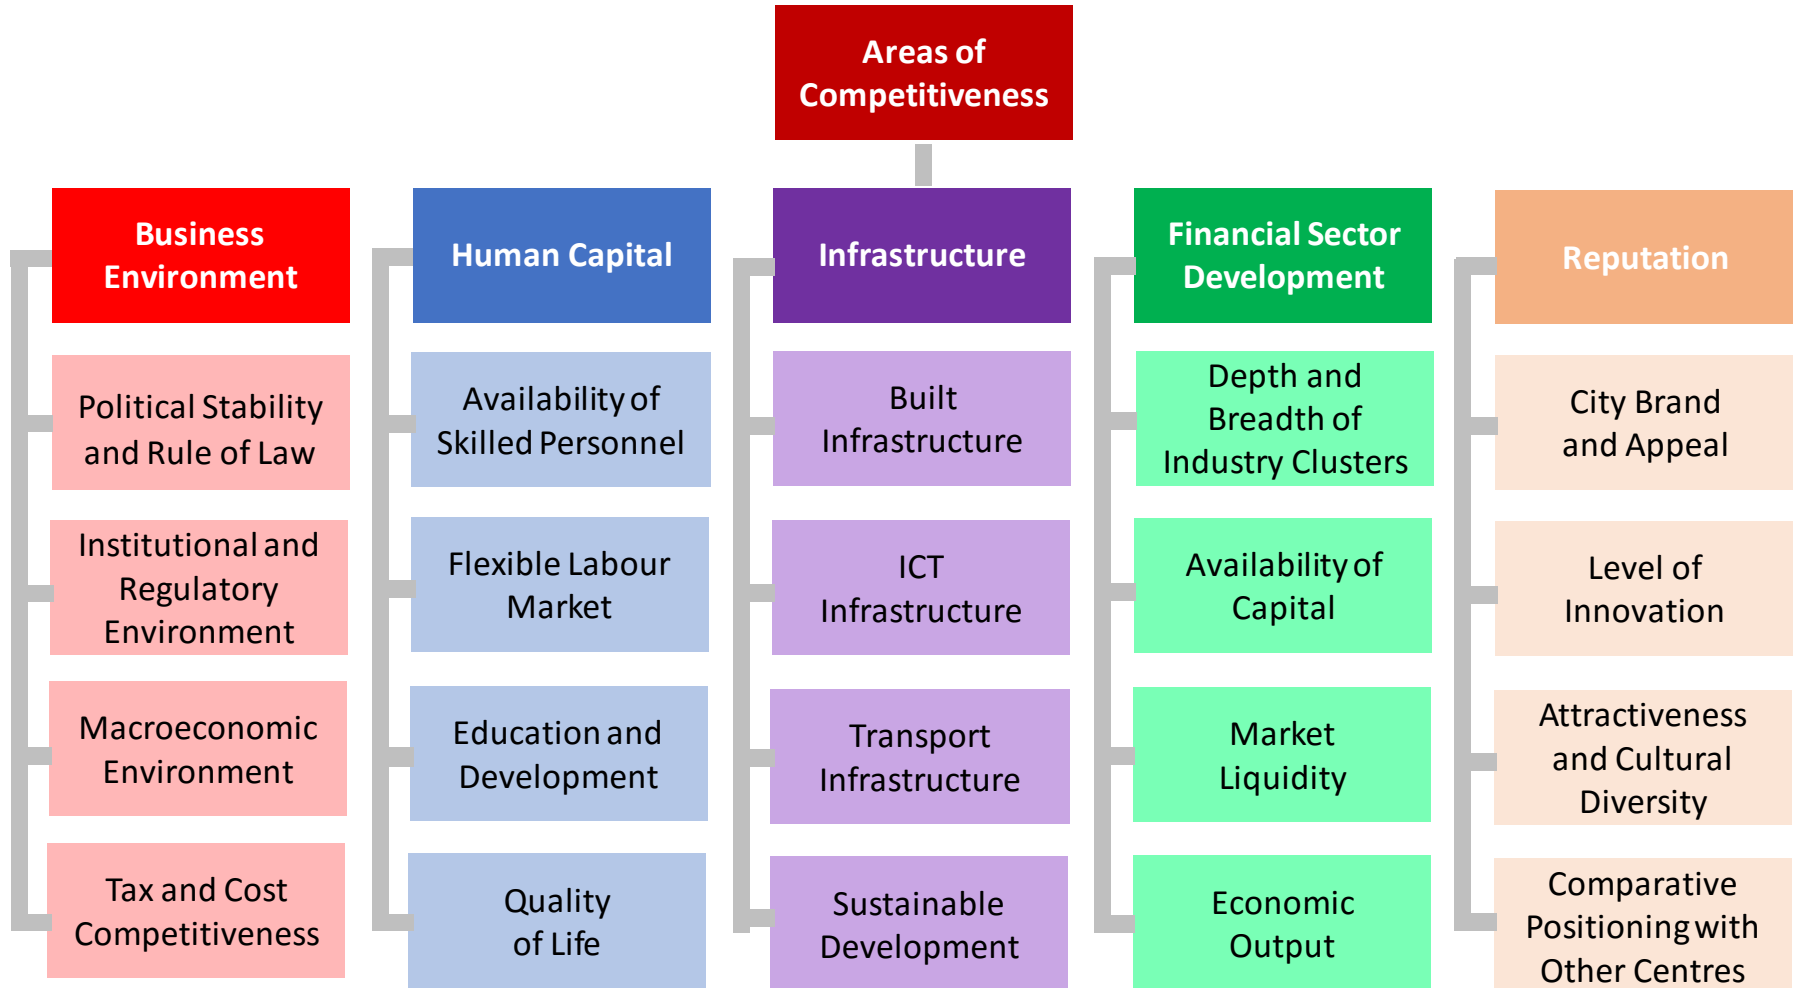 Areas of
Competitiveness
Business
Environment
Political Stability
and Rule of Law
Institutional and
Regulatory
Environment
Macroeconomic
Environment
Tax and Cost
Competitiveness
Human Capital
Availability of
Skilled Personnel
Flexible Labour
Market
Education and
Development
Quality
of Life
Infrastructure
Built
Infrastructure
ICT
Infrastructure
Transport
Infrastructure
Sustainable
Development
Financial Sector
Development
Depth and
Breadth of
Industry Clusters
Availability of
Capital
Market
Liquidity
Economic
Output
Reputation
City Brand
and Appeal
Level of
Innovation
Attractiveness
and Cultural
Diversity
Comparative
Positioning with
Other Centres